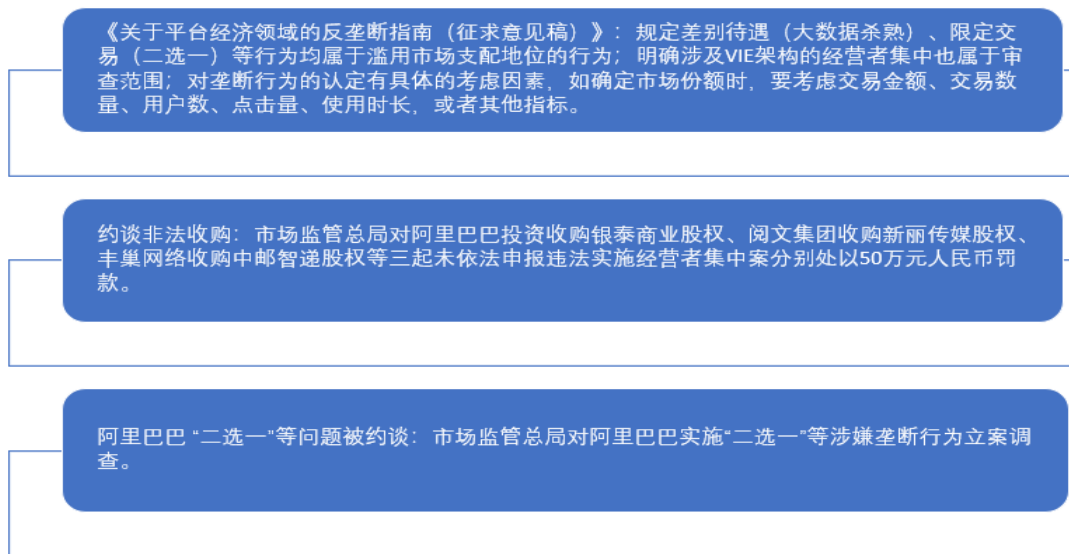 《关于平台经济领域的反垄断指南（征求意见稿）》：规定差别待遇（大数据杀熟）、限定交
易（二选一）等行为均属于滥用市场支配地位的行为；明确涉及VIE架构的经营者集中也属于审
查范围；对垄断行为的认定有具体的考虑因素，如确定市场份额时，要考虑交易金额、交易数
量、用户数、点击量、使用时长，或者其他指标。
约谈非法收购：市场监管总局对阿里巴巴投资收购银泰商业股权、阅文集团收购新丽传媒股权、
丰巢网络收购中邮智递股权等三起未依法申报违法实施经营者集中案分别处以50万元人民币罚
款。
阿里巴巴 “二选一”等问题被约谈：市场监管总局对阿里巴巴实施“二选一”等涉嫌垄断行为立案调
查。